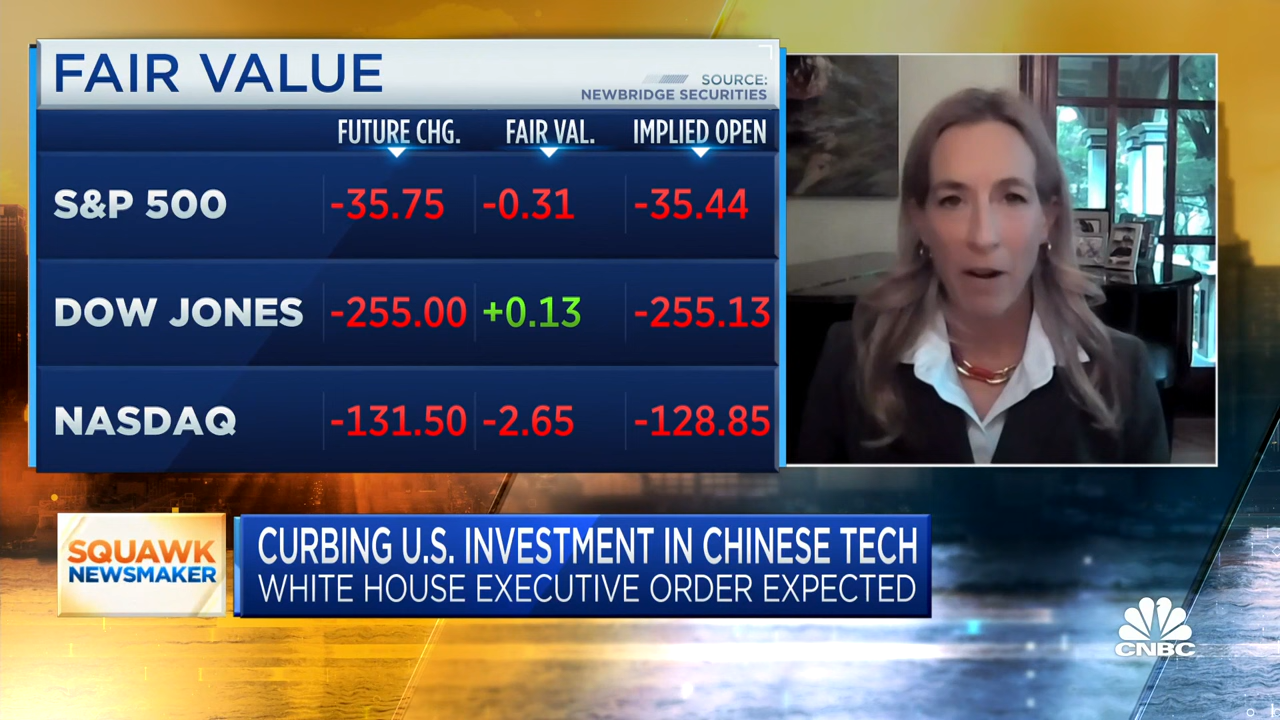 FAIR VALUE
SOURCE:
NEWBRIDGE SECURITIES
FUTURE CHG. FAIR VAL. IMPLIED OPEN
S&P 500 -35.75 -0.31 -35.44
DOW JONES -255.00 +0.13 -255.13
NASDAQ -131.50 -2.65 -128.85
SQUAWK
NEWSMAKER
CURBING U.S. INVESTMENT IN CHINESE TECH
WHITE HOUSE EXECUTIVE ORDER EXPECTED
CNBC